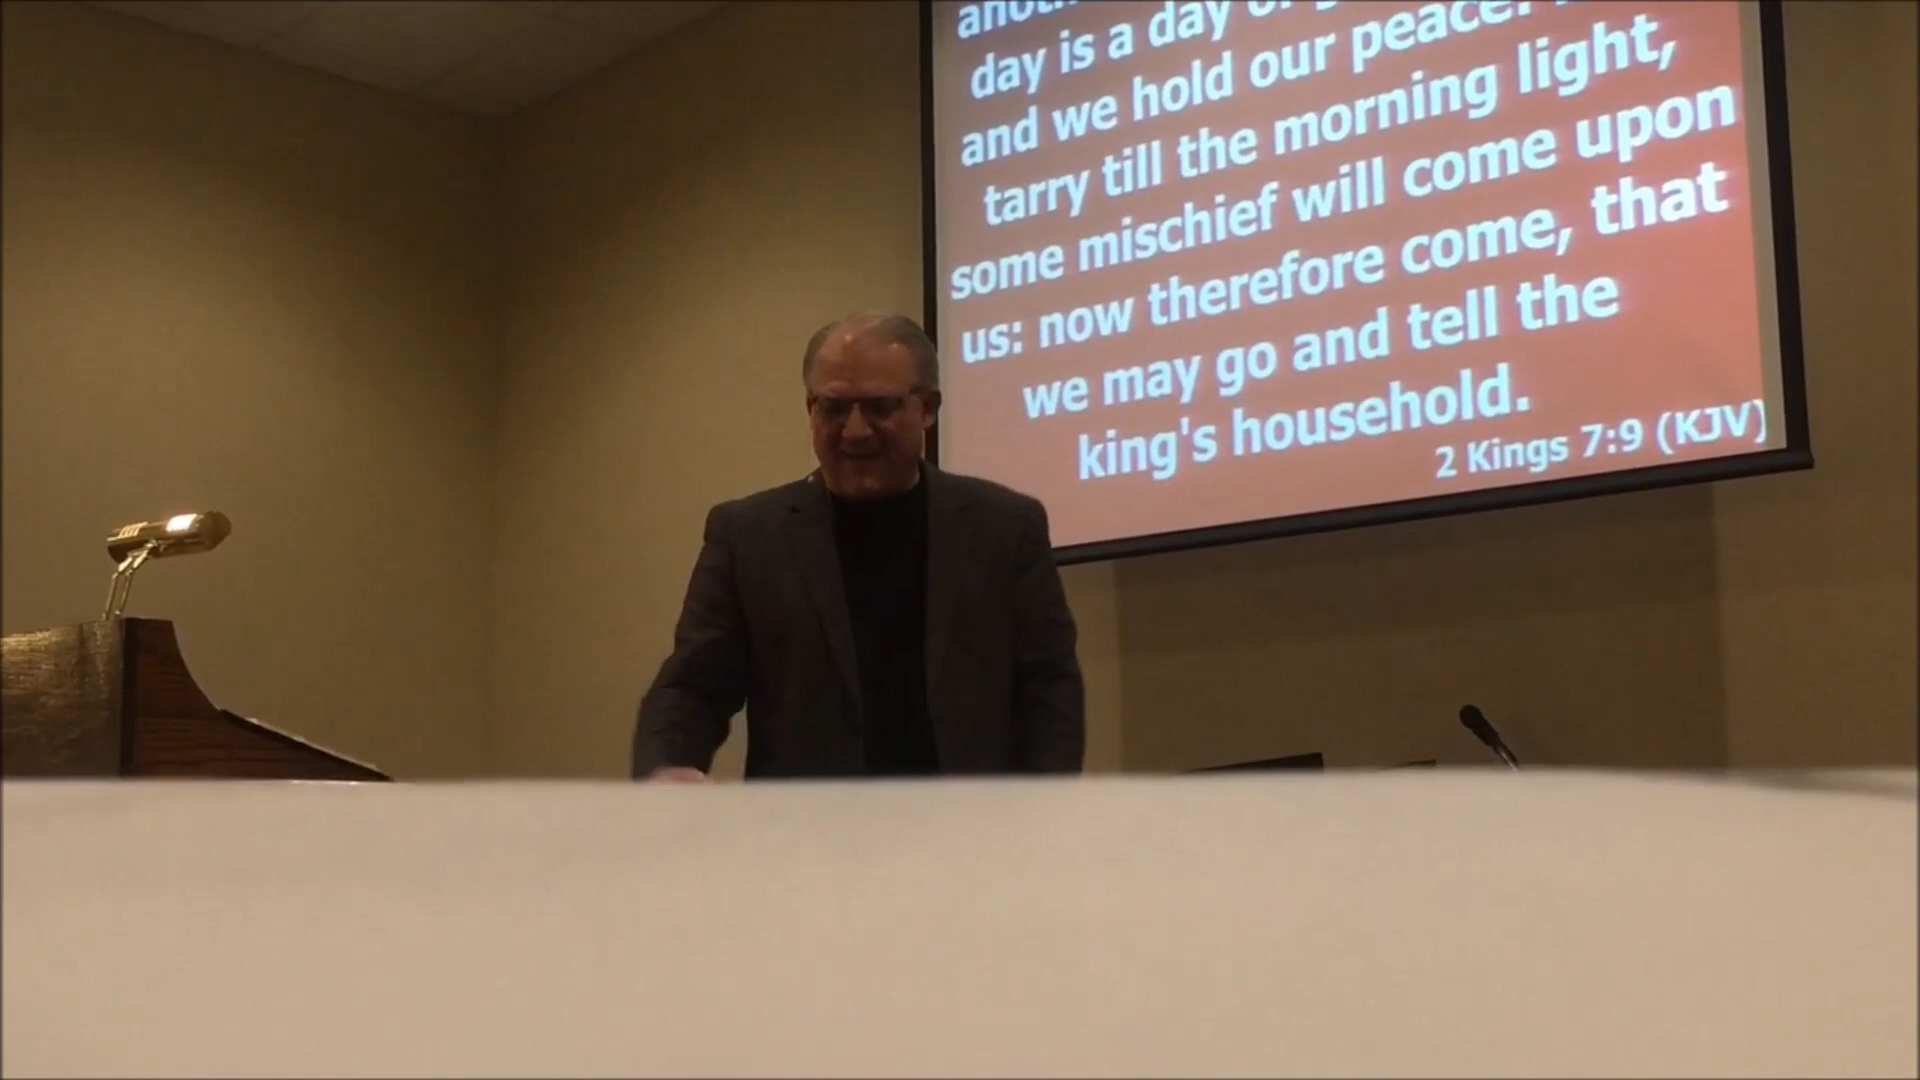 day is a day
and we hold our peace:
tarry till the morning light,
some mischief will come upon
us: now therefore come, that
we may go and tell the
king's household.
2 Kings 7:9 (KJV)